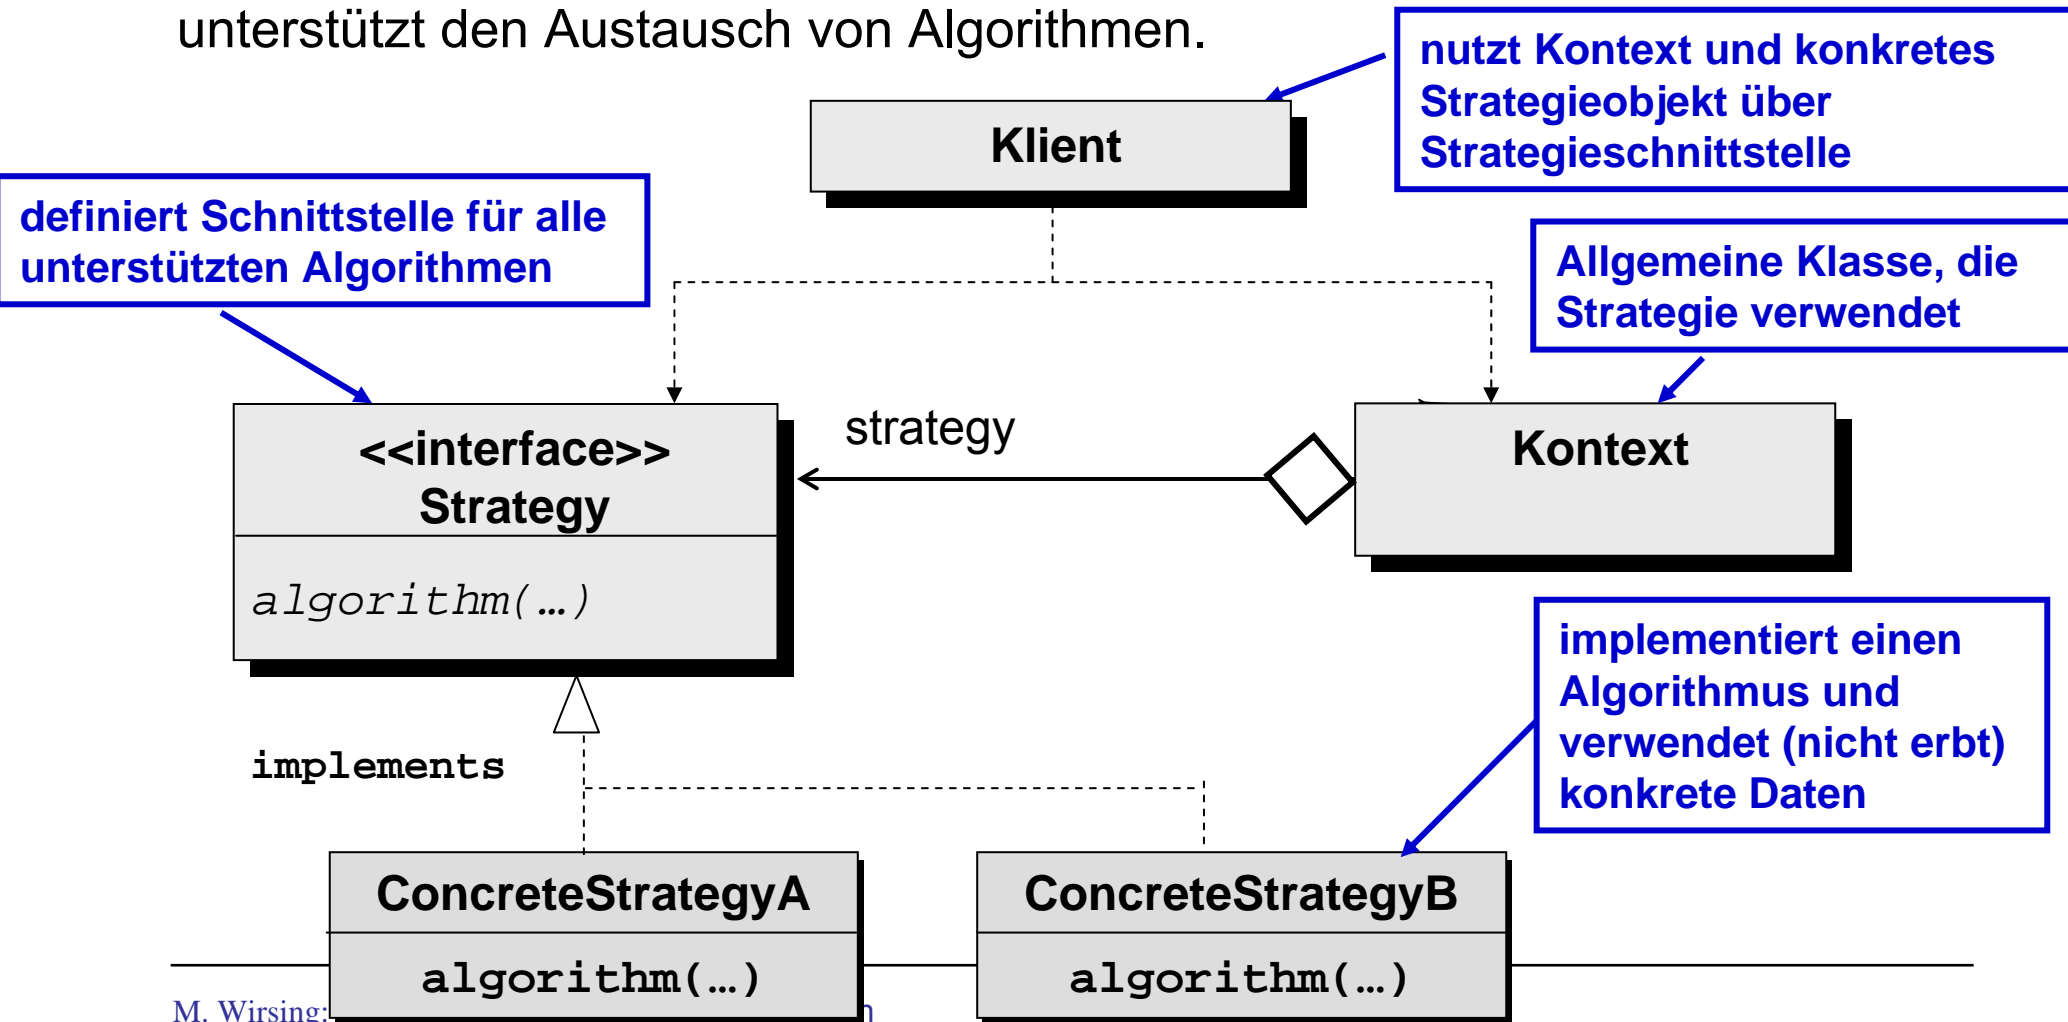 unterstützt den Austausch von Algorithmen.
nutzt Kontext und konkretes
Strategieobjekt über
Strategieschnittstelle
Klient
definiert Schnittstelle für alle
unterstützten Algorithmen
Allgemeine Klasse, die
Strategie verwendet
<<interface>>
Strategy
algorithm(…)
strategy
Kontext
implementiert einen
Algorithmus und
verwendet (nicht erbt)
konkrete Daten
implements
ConcreteStrategyA
algorithm(…)
ConcreteStrategyB
algorithm(…)
M. Wirsing: